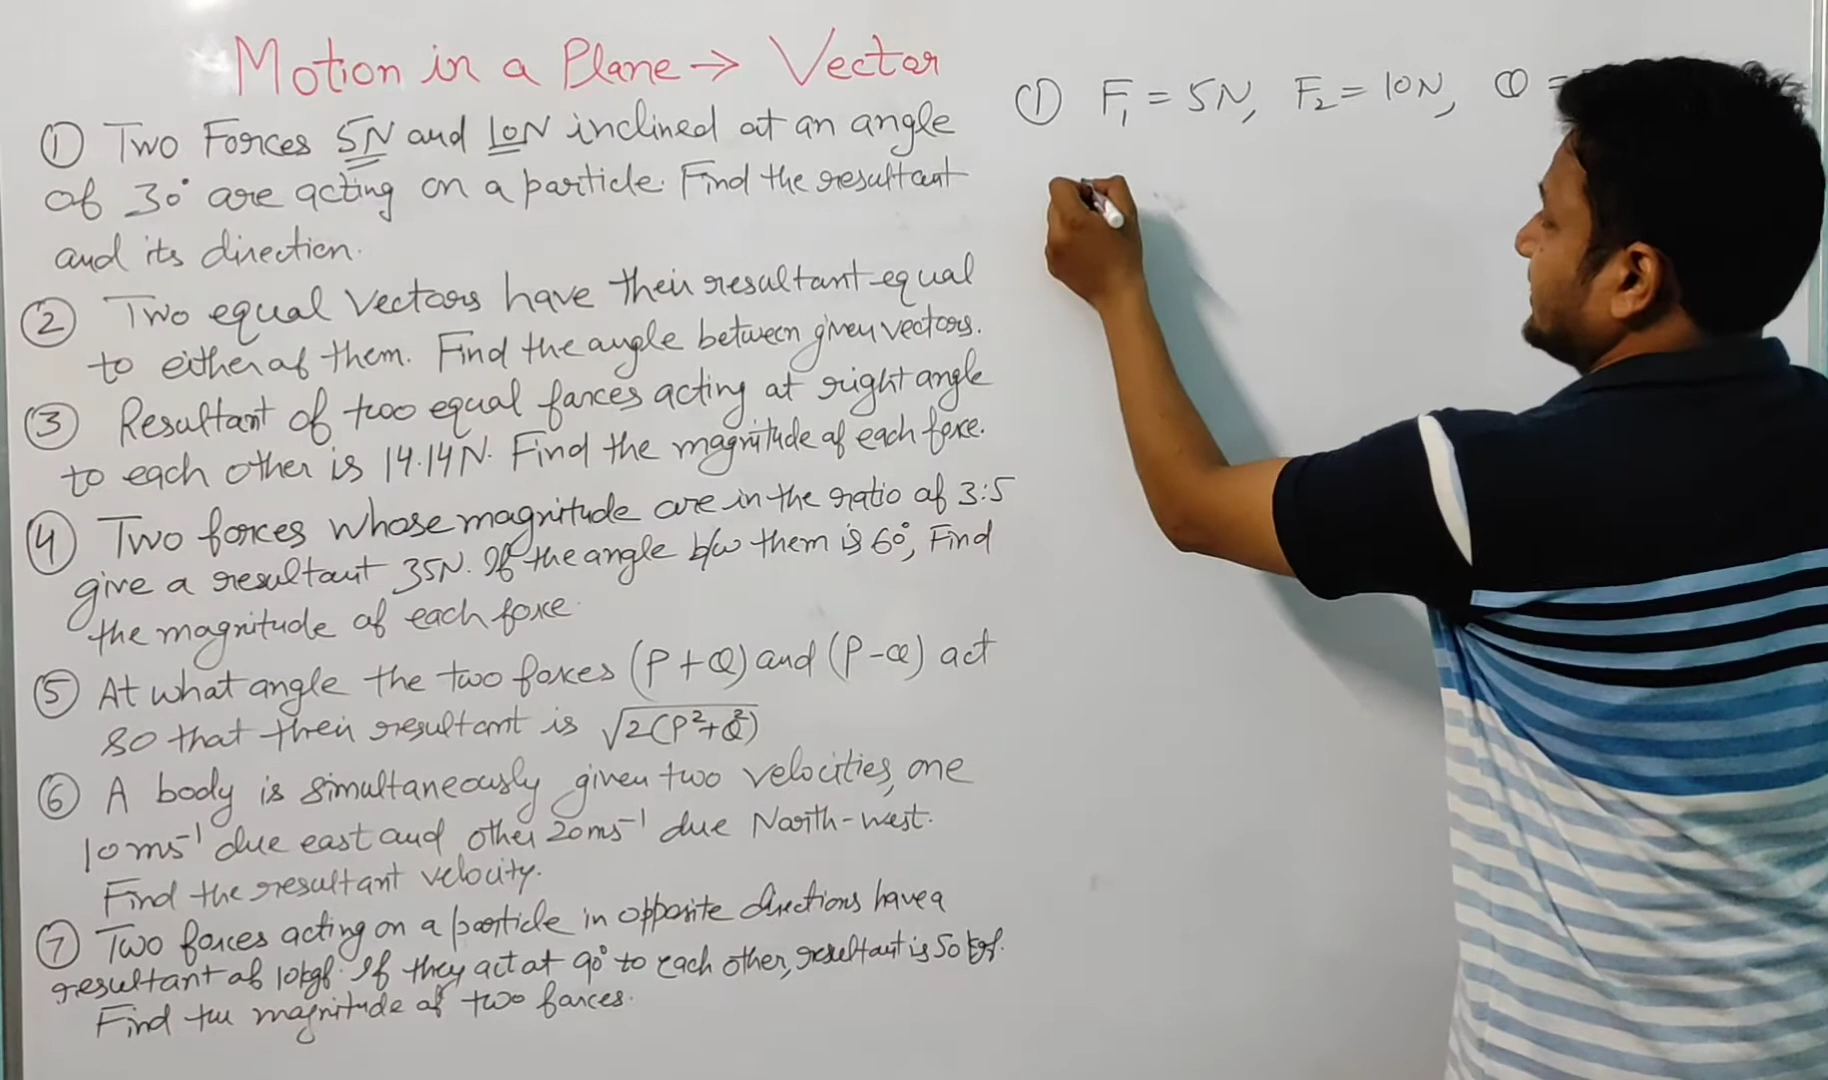 Motion in a Plane → Vector
① Two Forces 5N and 10N inclined at an angle
of 30° are acting on a particle. Find the resultant
and its direction.
② Two equal Vectors have their resultant equal
to either of them. Find the angle between given vectors.
③ Resultant of two equal forces acting at right angle
to each other is 14.14N. Find the magnitude of each force.
④ Two forces whose magnitude are in the ratio of 3:5
give a resultant 35N. If the angle b/w them is 60°, Find
the magnitude of each force.
⑤ At what angle the two forces (P+Q) and (P-Q) act
so that their resultant is √2(P²+Q²)
⑥ A body is simultaneously given two velocities, one
10ms⁻¹ due east and other 20ms⁻¹ due North-west.
Find the resultant velocity.
⑦ Two forces acting on a particle in opposite directions have a
resultant of 10kgf. If they act at 90° to each other, resultant is 50 kgf.
Find the magnitude of two forces.
① F₁ = 5N, F₂ = 10N, θ =